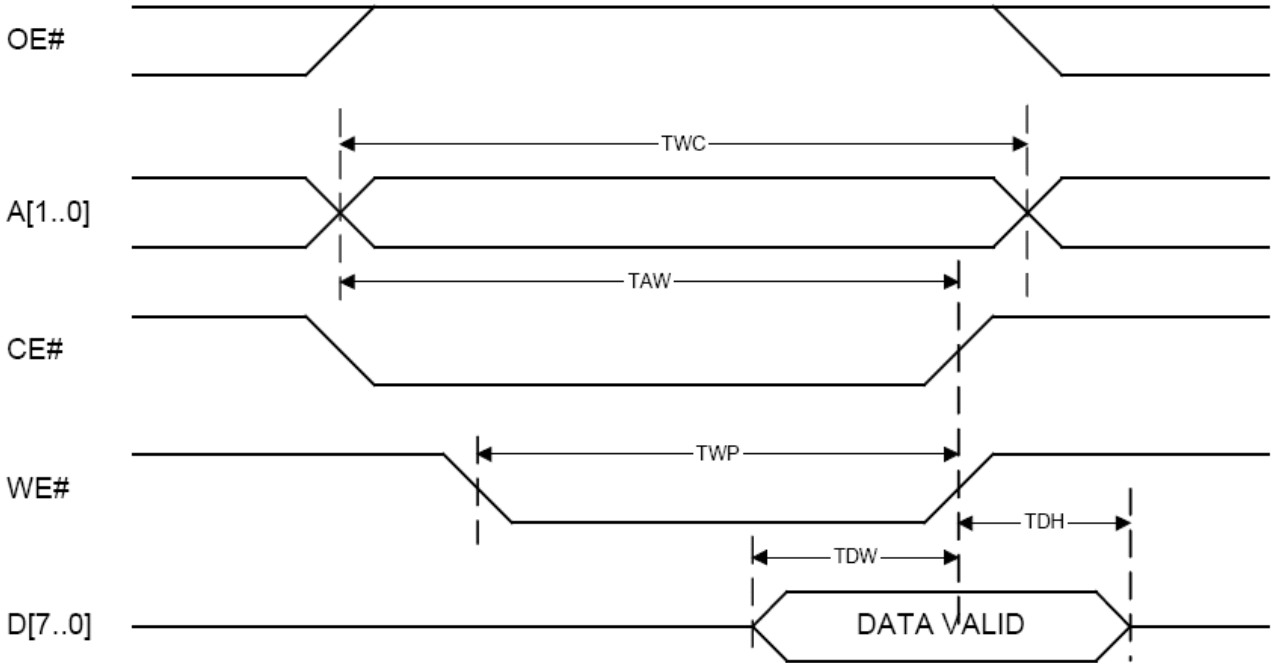 OE#
TWC
A[1..0]
TAW
CE#
TWP
WE#
TDH
TDW
D[7..0] DATA VALID